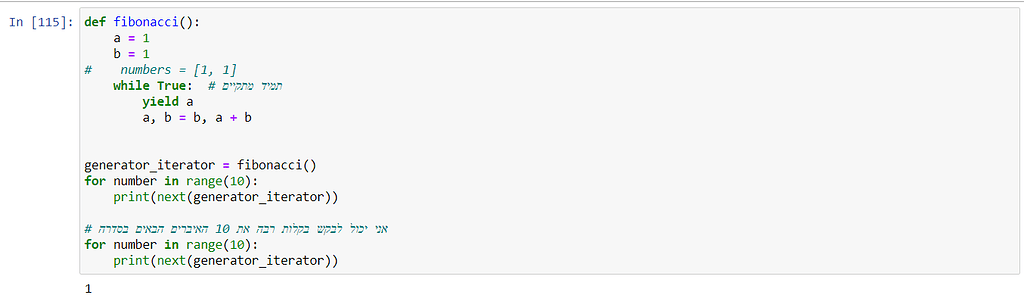 In [115]: def fibonacci():
    a = 1
    b = 1
#    numbers = [1, 1]
    while True:  # תמיד מתקיים
        yield a
        a, b = b, a + b
generator_iterator = fibonacci()
for number in range(10):
    print(next(generator_iterator))
# אני יכול לבקש בקלות רבה את 10 האיברים הבאים בסדרה
for number in range(10):
    print(next(generator_iterator))
1